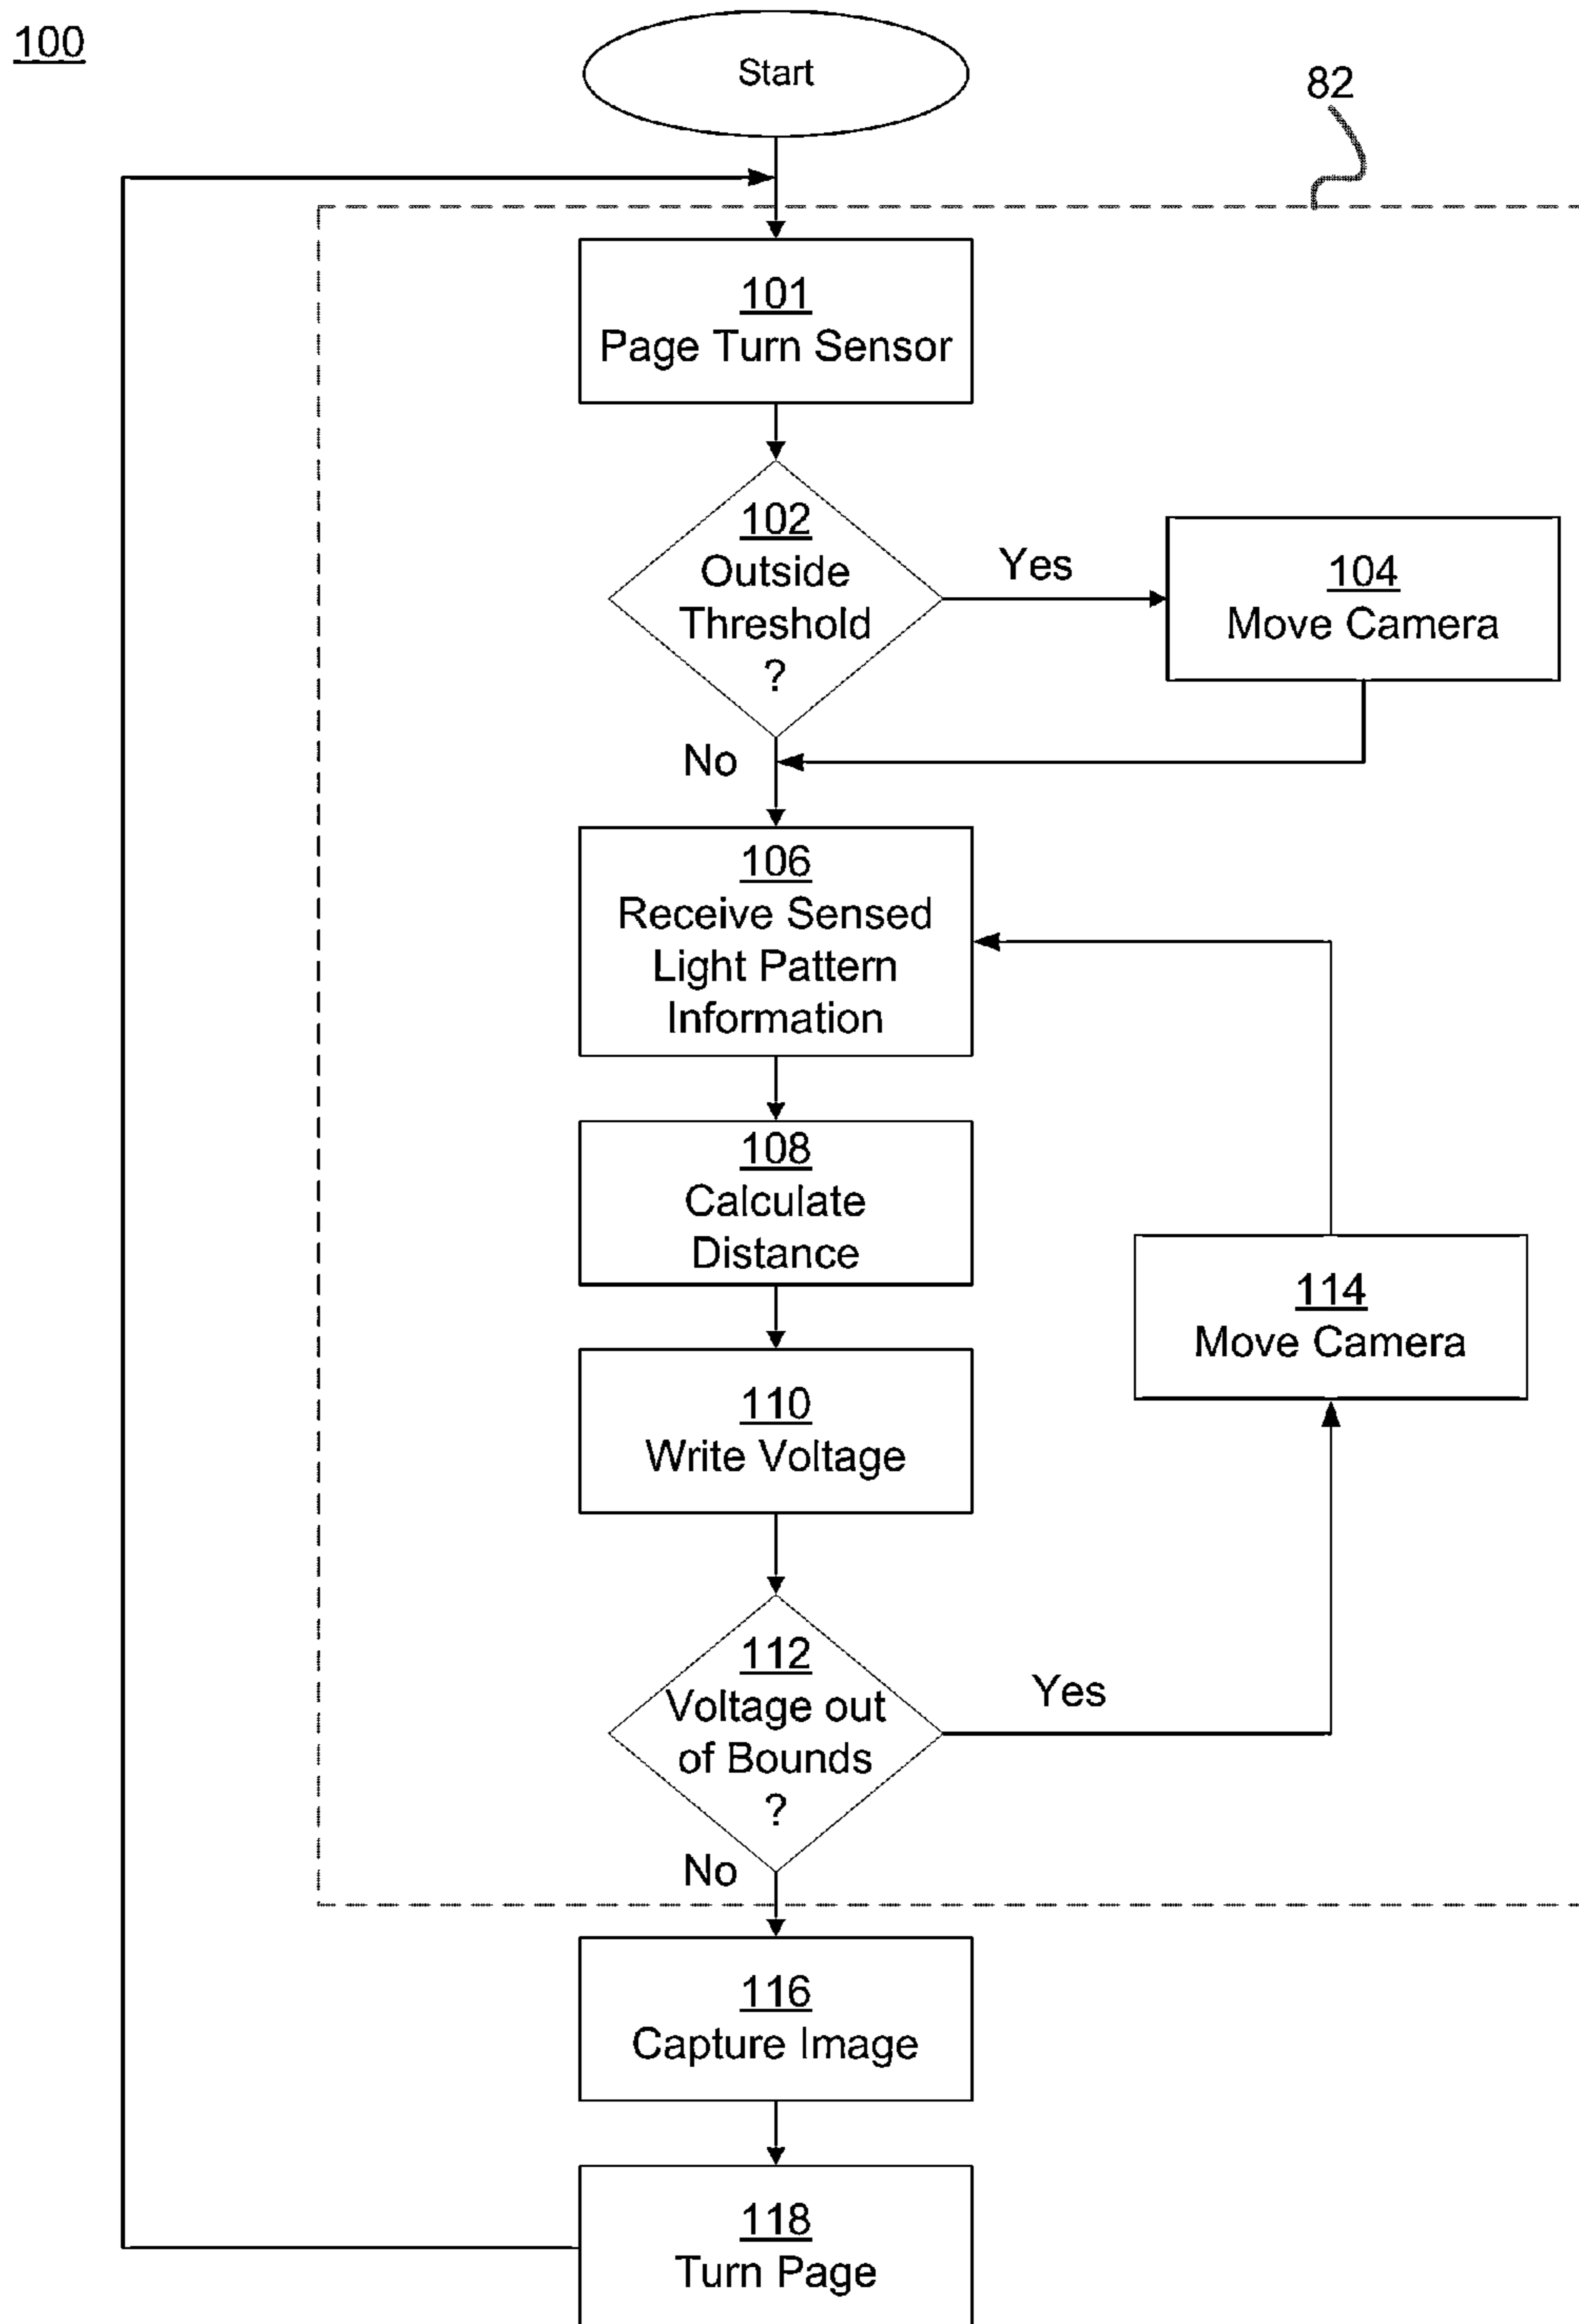 100
Start
82
101
Page Turn Sensor
102
Outside
Threshold
?
Yes
104
Move Camera
No
106
Receive Sensed
Light Pattern
Information
108
Calculate
Distance
110
Write Voltage
114
Move Camera
112
Voltage out
of Bounds
?
Yes
No
116
Capture Image
118
Turn Page